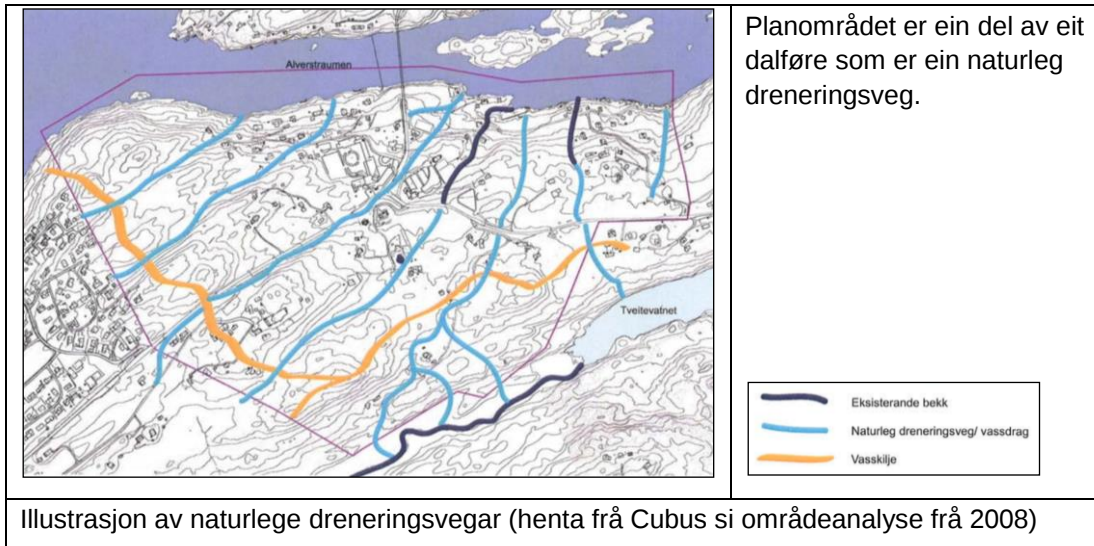 Alverstraumen
Tveitevatnet
Planområdet er ein del av eit
dalføre som er ein naturleg
dreneringsveg.
Eksisterande bekk
Naturleg dreneringsveg/ vassdrag
Vasskilje
Illustrasjon av naturlege dreneringsvegar (henta frå Cubus si områdeanalyse frå 2008)